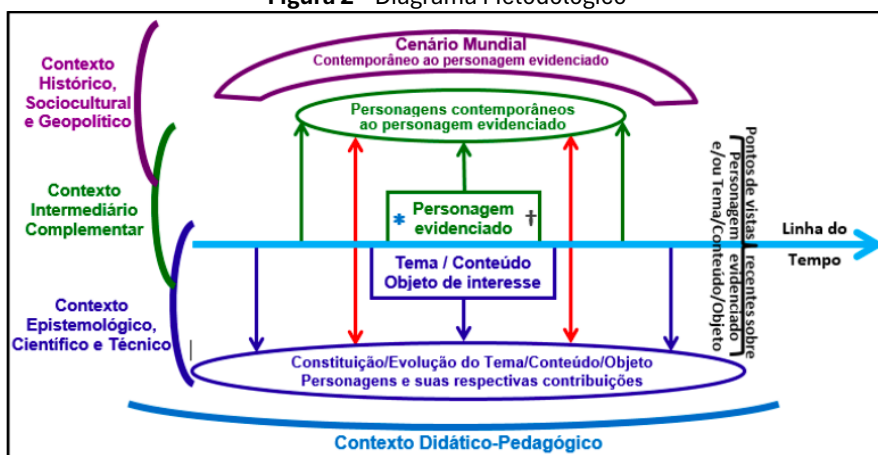 Figura 2 - Diagrama Metodológico
Cenário Mundial
Contemporâneo ao personagem evidenciado
Contexto
Histórico,
Sociocultural
e Geopolítico
Personagens contemporâneos
ao personagem evidenciado
Contexto
Intermediário
Complementar
* Personagem †
evidenciado
Tema / Conteúdo
Objeto de interesse
Pontos de vistas recentes sobre
Personagem evidenciado
e/ou Tema/Conteúdo/Objeto
Linha do
Tempo
Contexto
Epistemológico,
Científico e Técnico
Constituição/Evolução do Tema/Conteúdo/Objeto
Personagens e suas respectivas contribuições
Contexto Didático-Pedagógico